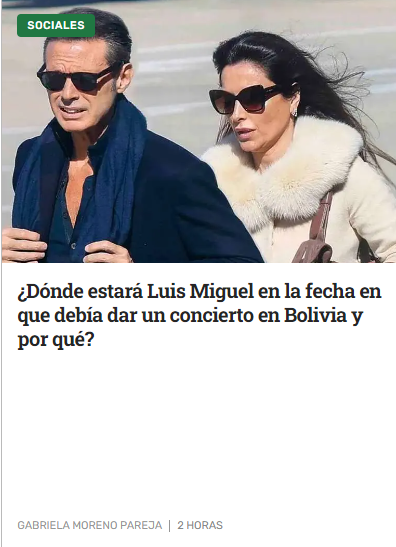 SOCIALES
¿Dónde estará Luis Miguel en la fecha en
que debía dar un concierto en Bolivia y
por qué?
GABRIELA MORENO PAREJA | 2 HORAS